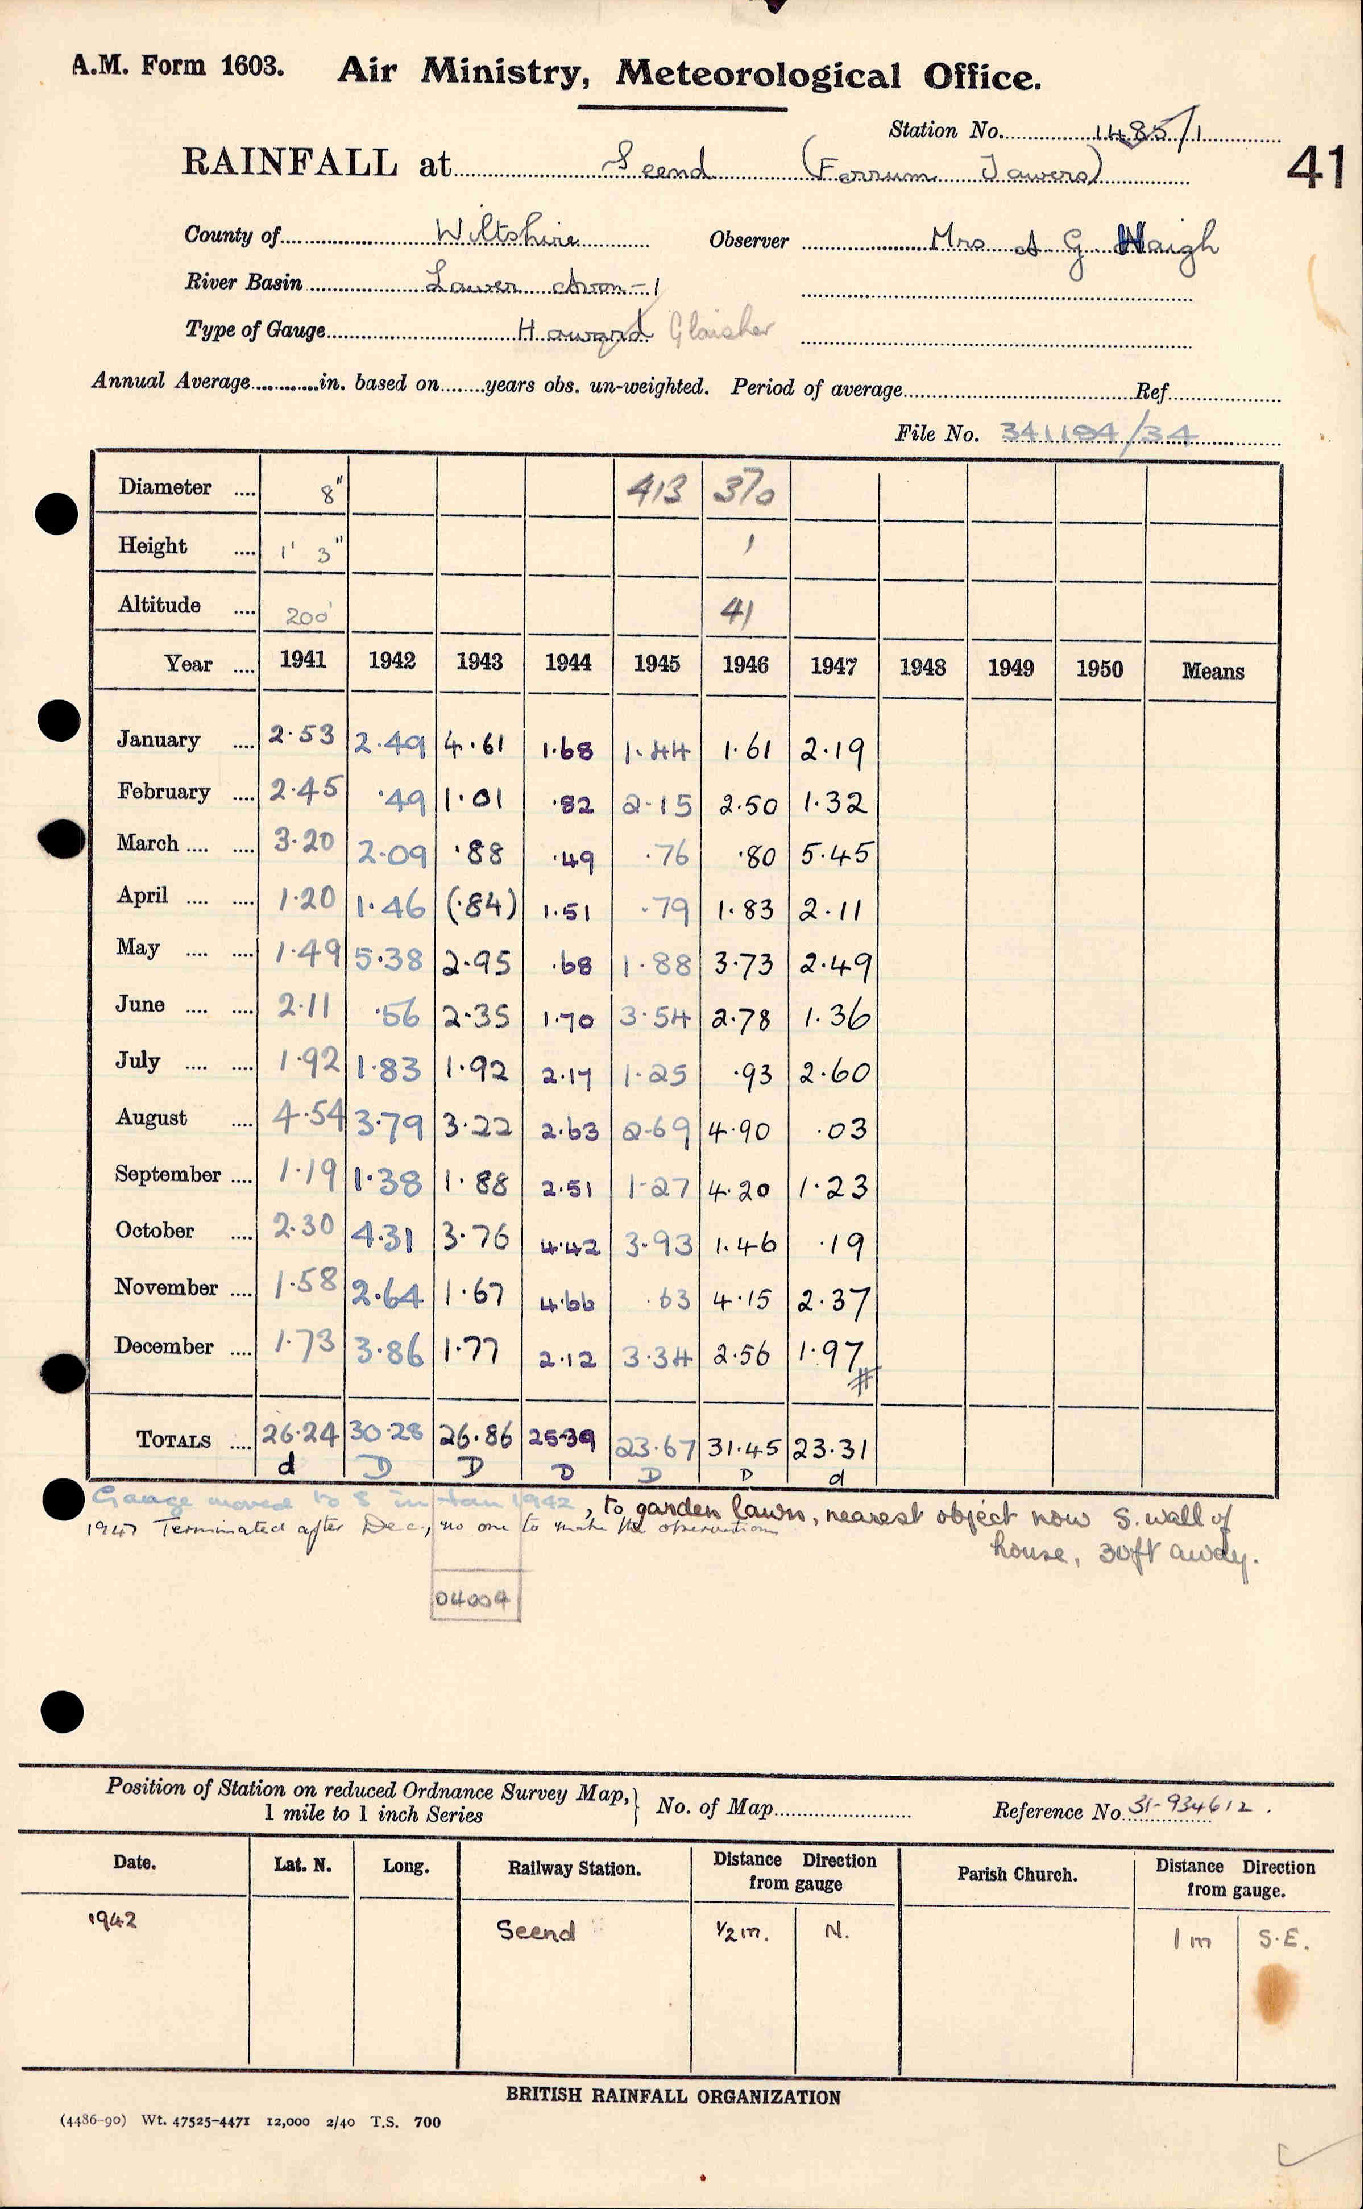 A.M. Form 1603. Air Ministry, Meteorological Office.
Station No. 1485/1
41
RAINFALL at Seend (Ferrum Towers)
County of Wiltshire Observer Mrs A G Haigh
River Basin Lower Avon-1
Type of Gauge Howard Glaisher
Annual Average in. based on years obs. un-weighted. Period of average Ref
File No. 341194/34
Diameter 8" 413 370
Height 1' 3" 1
Altitude 200' 41
Year 1941 1942 1943 1944 1945 1946 1947 1948 1949 1950 Means
January 2.53 2.49 4.61 1.68 1.44 1.61 2.19
February 2.45 .49 1.01 .82 2.15 2.50 1.32
March 3.20 2.09 .88 .49 .76 .80 5.45
April 1.20 1.46 (.84) 1.51 .79 1.83 2.11
May 1.49 5.38 2.95 .68 1.88 3.73 2.49
June 2.11 .56 2.35 1.70 3.54 2.78 1.36
July 1.92 1.83 1.92 2.17 1.25 .93 2.60
August 4.54 3.79 3.22 2.63 2.69 4.90 .03
September 1.19 1.38 1.88 2.51 1.27 4.20 1.23
October 2.30 4.31 3.76 4.42 3.93 1.46 .19
November 1.58 2.64 1.67 4.66 .63 4.15 2.37
December 1.73 3.86 1.77 2.12 3.34 2.56 1.97
#
TOTALS 26.24 30.28 26.86 25.39 23.67 31.45 23.31
d D D D D D d
Gauge moved to S in Jan 1942, to garden lawn, nearest object now S. wall of
house, 30ft away.
1947 Terminated after Dec, no one to make the observations
04004
Position of Station on reduced Ordnance Survey Map,
1 mile to 1 inch Series
No. of Map Reference No. 31-934612.
Date. Lat. N. Long. Railway Station. Distance Direction from gauge Parish Church. Distance Direction from gauge.
1942 Seend 1/2 m. N. 1 m S.E.
BRITISH RAINFALL ORGANIZATION
(4486-90) Wt. 47525-4471 12,000 2/40 T.S. 700